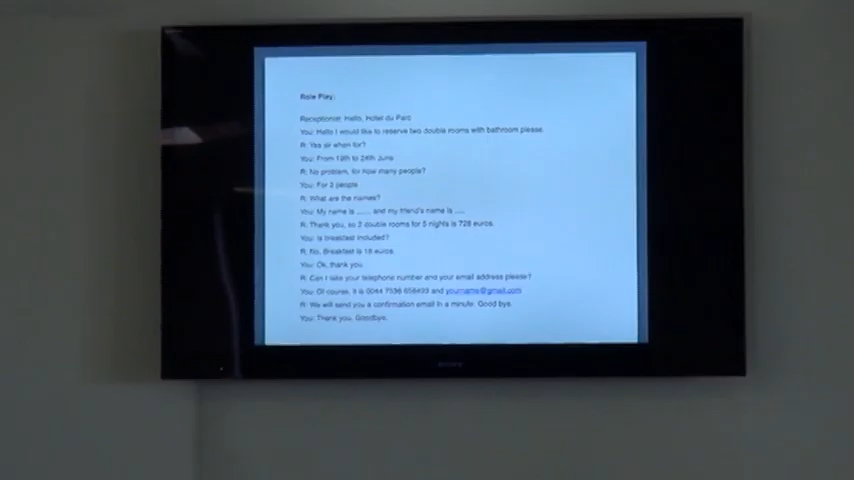 Role Play:
Receptionist: Hello, Hotel du Parc
You: Hello I would like to reserve two double rooms with bathroom please.
R: Yes sir when for?
You: From 19th to 24th June
R: No problem, for how many people?
You: For 2 people
R: What are the names?
You: My name is ...... and my friend's name is .....
R: Thank you, so 2 double rooms for 5 nights is 728 euros.
You: Is breakfast included?
R: No. Breakfast is 18 euros.
You: Ok, thank you.
R: Can I take your telephone number and your email address please?
You: Of course, it is 0044 7536 and yourname@gmail.com
R: We will send you a confirmation email in a minute. Good bye.
You: Thank you. Goodbye.
SONY